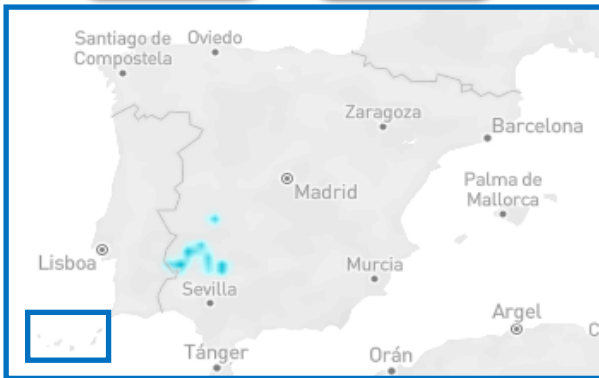 Santiago de
Compostela
Oviedo
Zaragoza
Barcelona
Madrid
Palma de
Mallorca
Lisboa
Murcia
Sevilla
Argel
C
Tánger
Orán